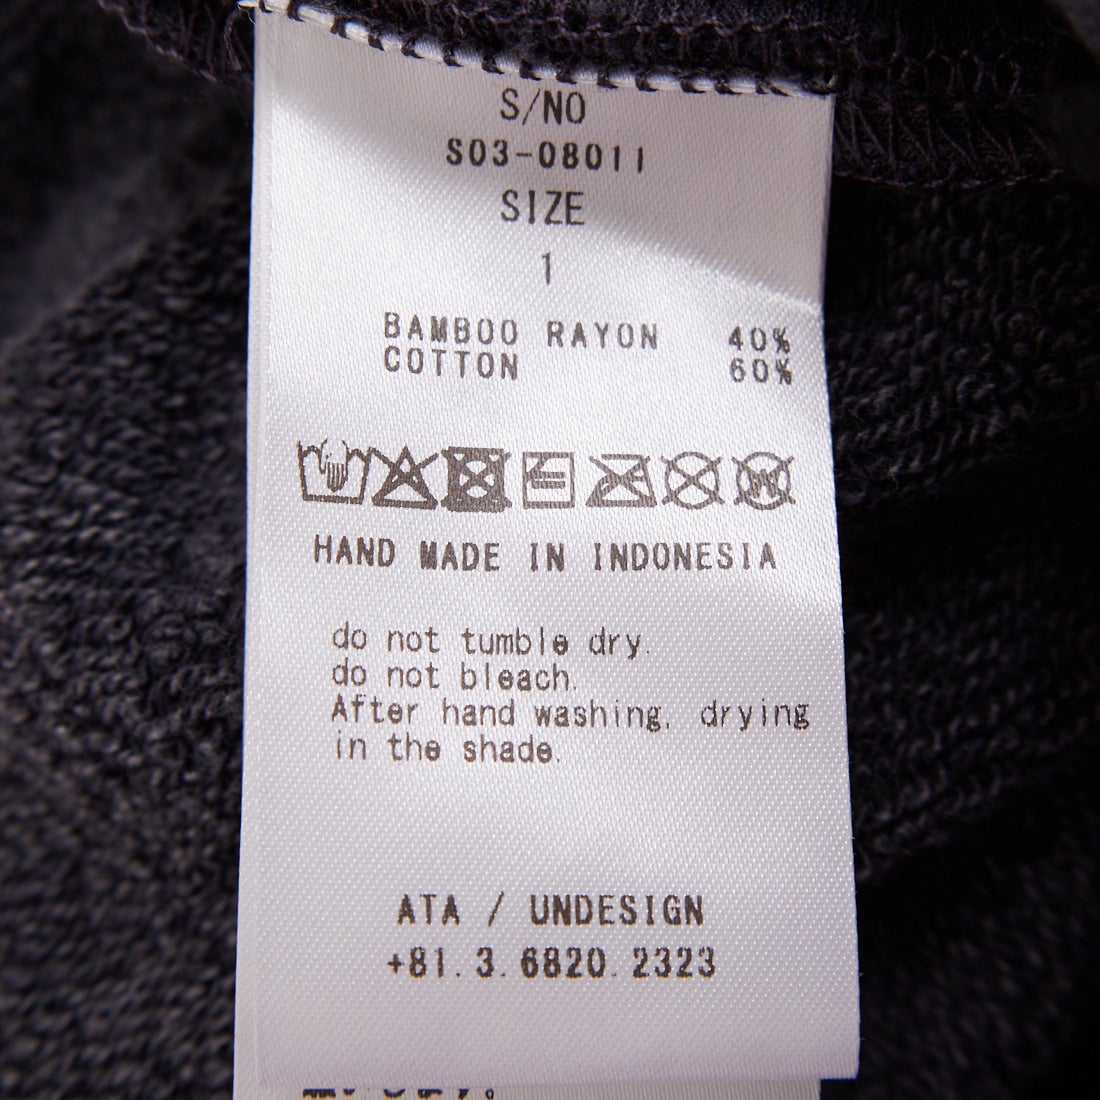 S/NO
S03-08011
SIZE
1
BAMBOO RAYON 40%
COTTON 60%
W
HAND MADE IN INDONESIA
do not tumble dry.
do not bleach.
After hand washing, drying
in the shade.
ATA / UNDESIGN
+81.3.6820.2323